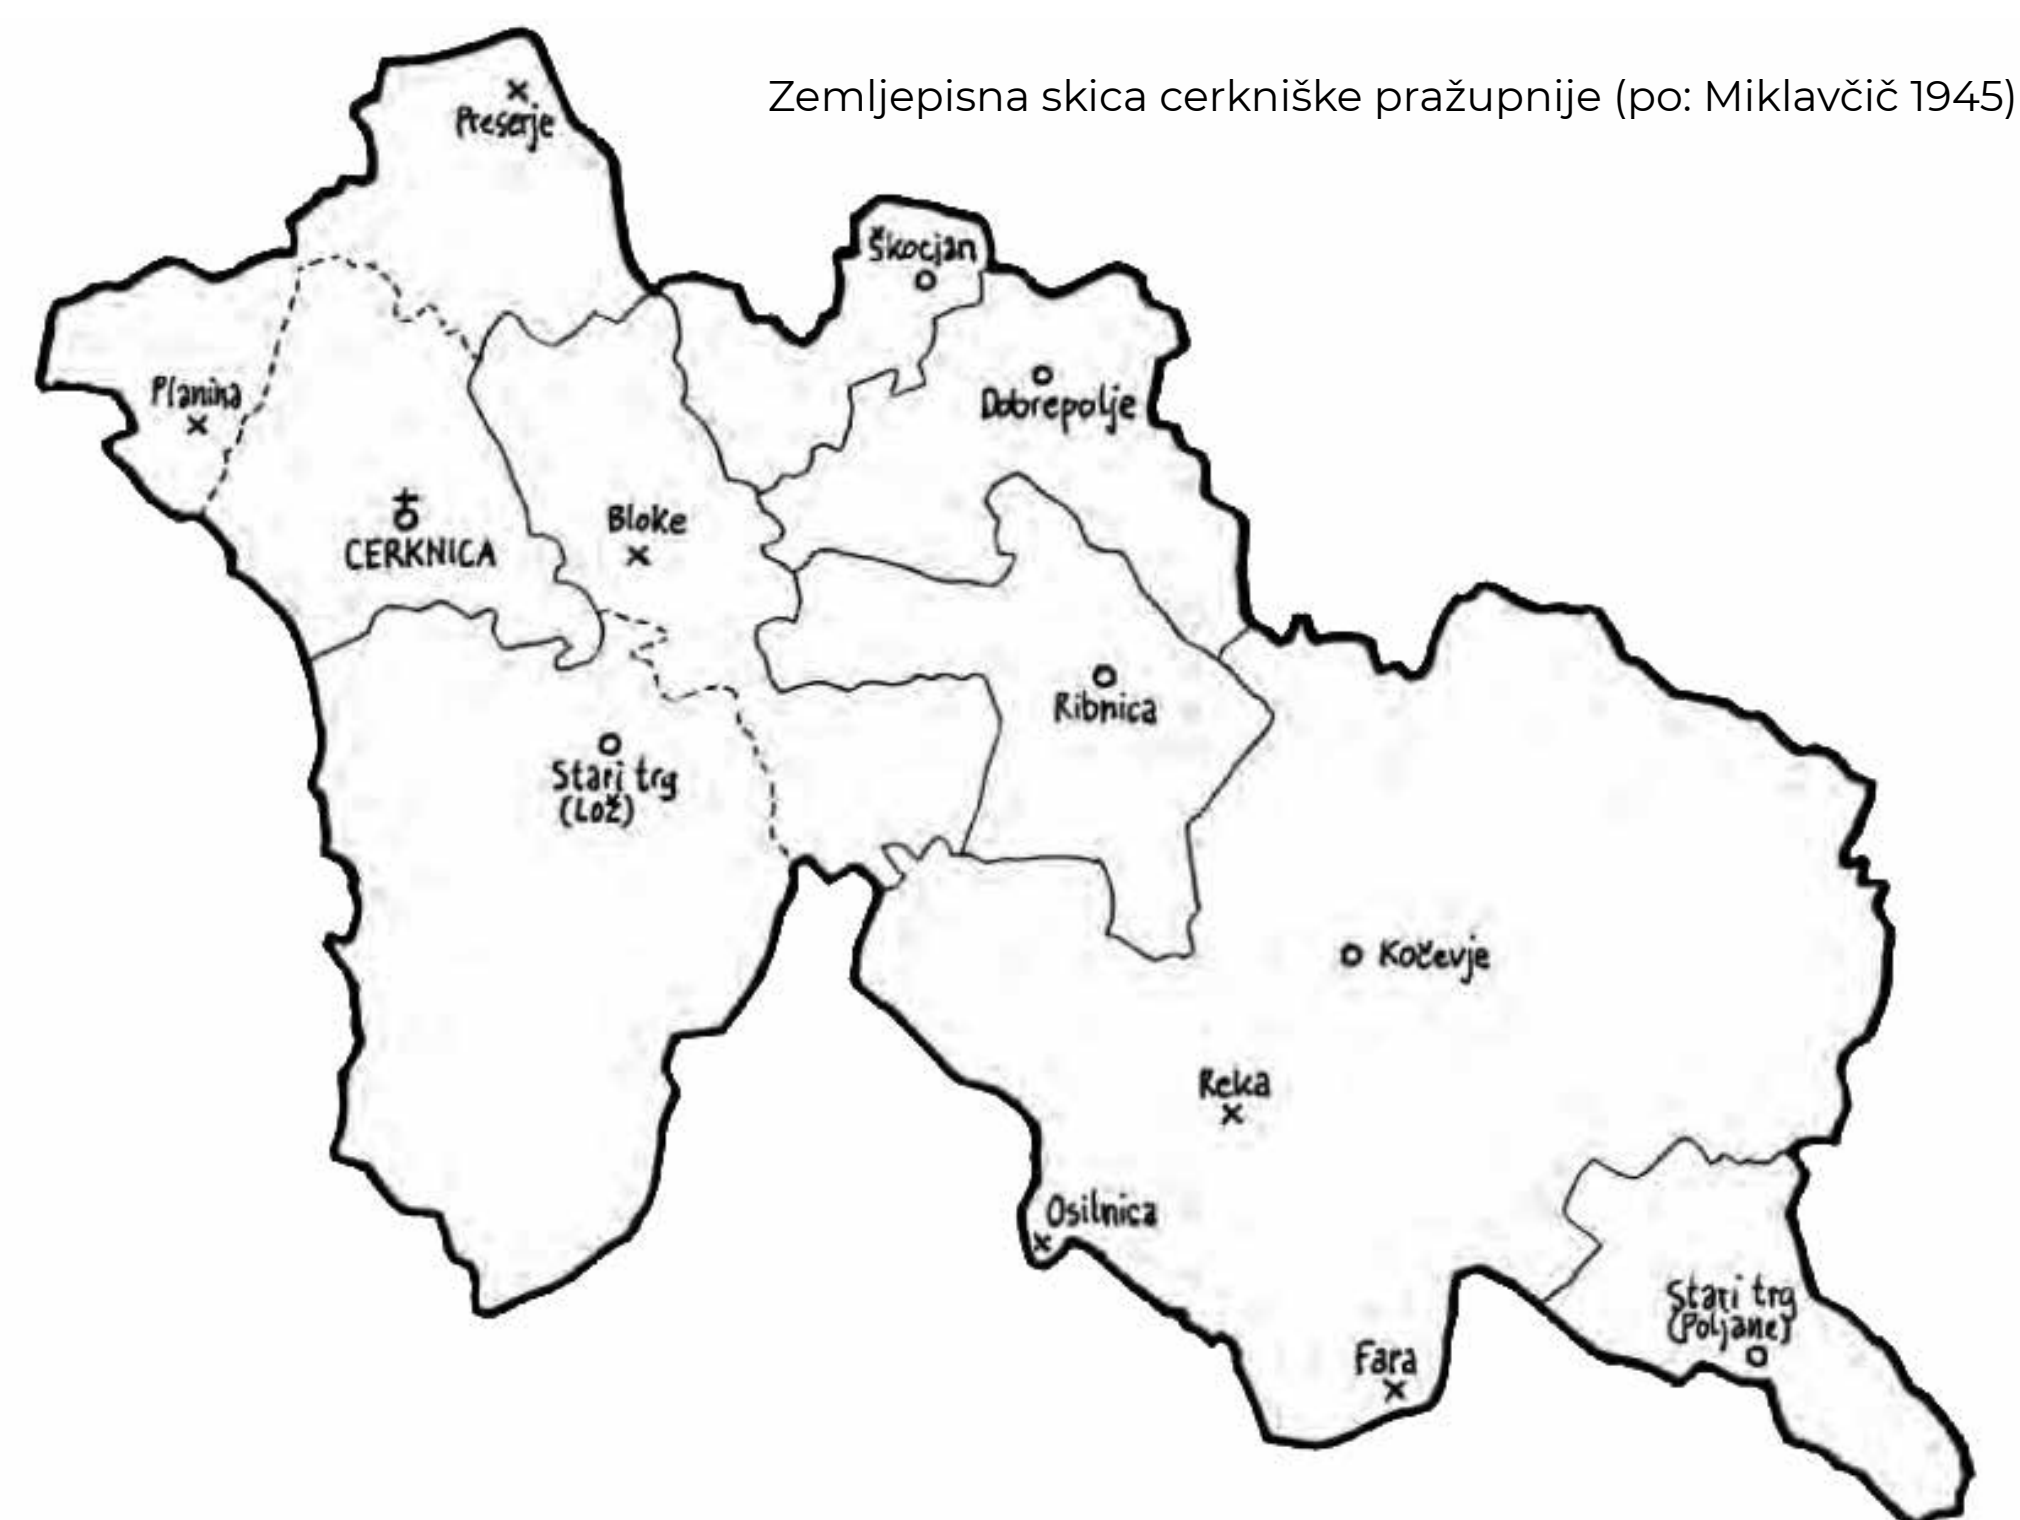 Zemljepisna skica cerkniške pražupnije (po: Miklavčič 1945)
Preserje
Škocjan
Planina
Dobrepolje
Bloke
CERKNICA
Ribnica
Stari trg
(Lož)
Kočevje
Reka
Osilnica
Stari trg
(Poljane)
Fara